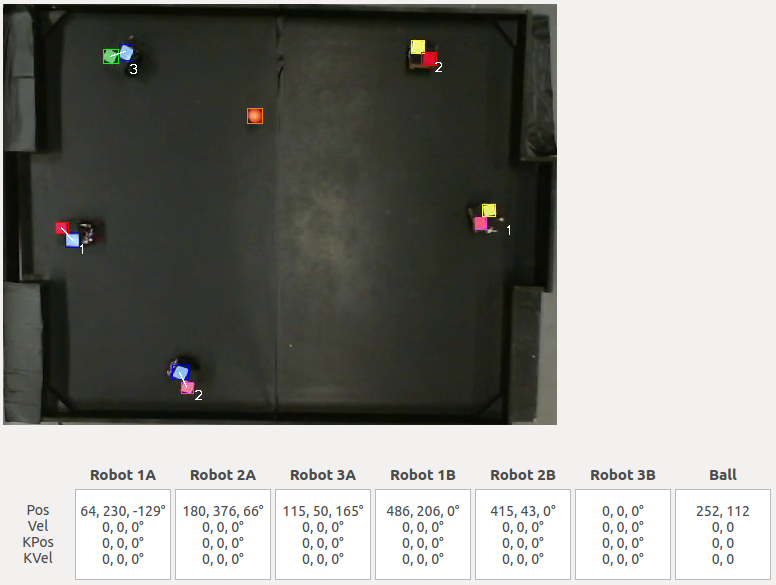 3
2
1
1
2
Robot 1A Robot 2A Robot 3A Robot 1B Robot 2B Robot 3B Ball
Pos 64, 230, -129° 180, 376, 66° 115, 50, 165° 486, 206, 0° 415, 43, 0° 0, 0, 0° 252, 112
Vel 0, 0, 0° 0, 0, 0° 0, 0, 0° 0, 0, 0° 0, 0, 0° 0, 0, 0° 0, 0
KPos 0, 0, 0° 0, 0, 0° 0, 0, 0° 0, 0, 0° 0, 0, 0° 0, 0, 0° 0, 0
KVel 0, 0, 0° 0, 0, 0° 0, 0, 0° 0, 0, 0° 0, 0, 0° 0, 0, 0° 0, 0